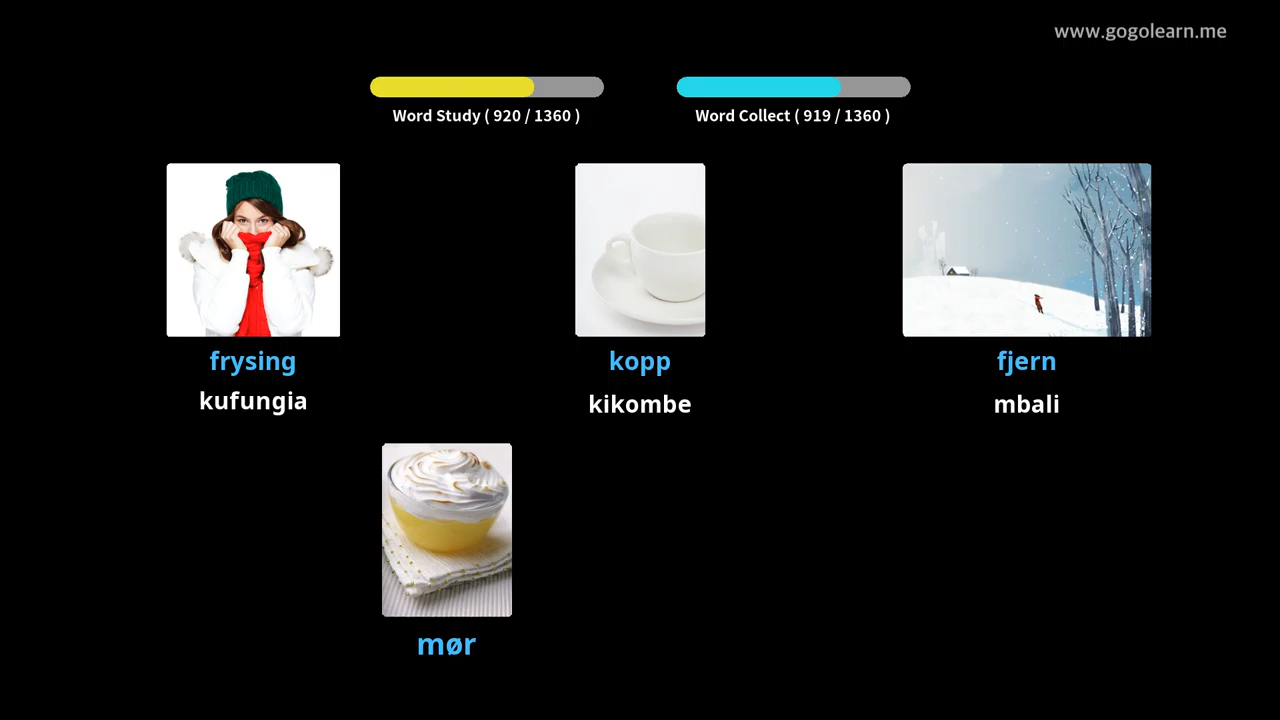 www.gogolearn.me
Word Study ( 920 / 1360 )
Word Collect ( 919 / 1360 )
frysing
kufungia
kopp
kikombe
fjern
mbali
mør